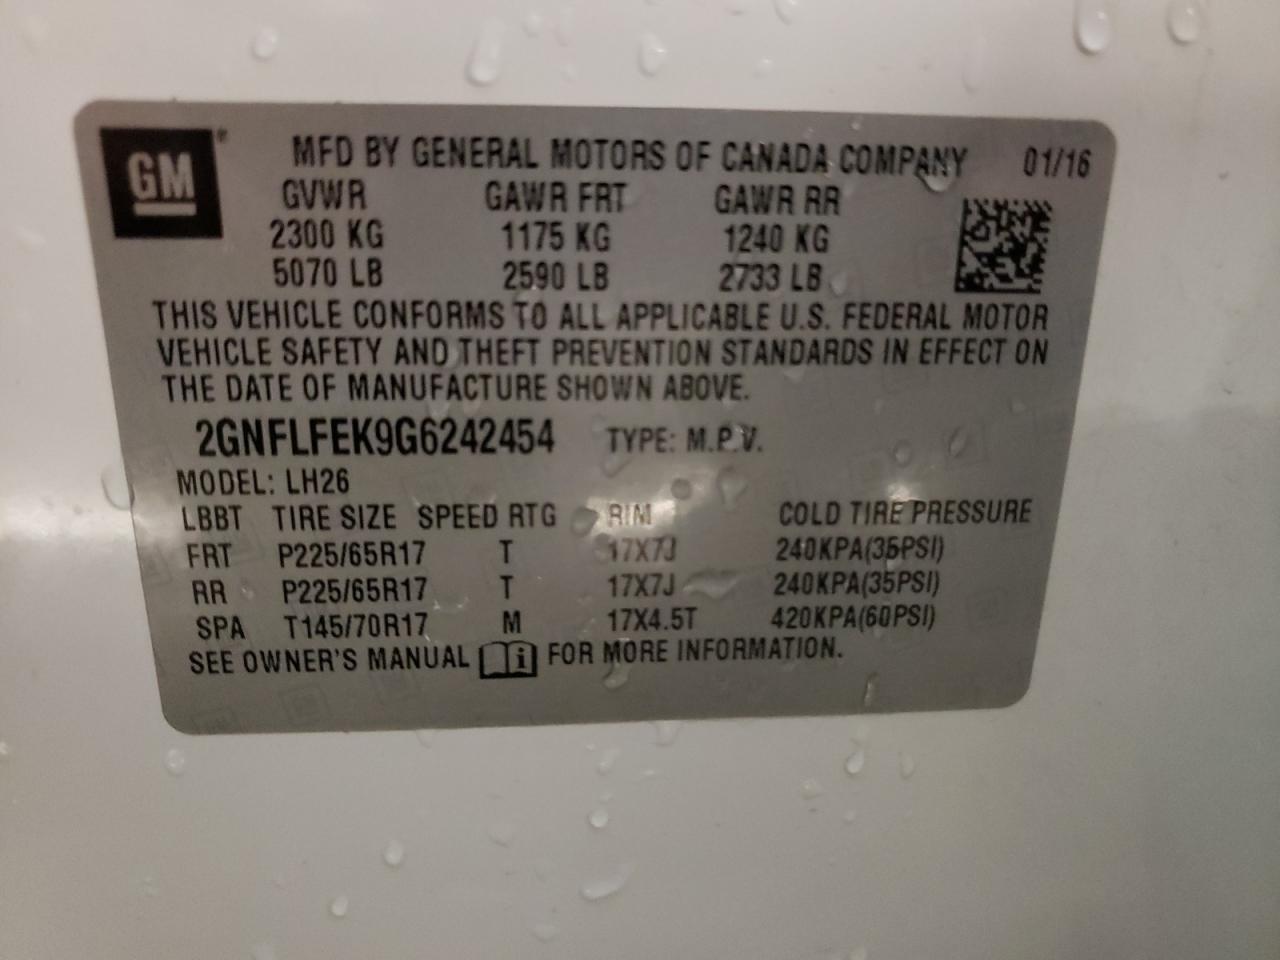 GM ®
MFD BY GENERAL MOTORS OF CANADA COMPANY 01/16
GVWR GAWR FRT GAWR RR
2300 KG 1175 KG 1240 KG
5070 LB 2590 LB 2733 LB
THIS VEHICLE CONFORMS TO ALL APPLICABLE U.S. FEDERAL MOTOR
VEHICLE SAFETY AND THEFT PREVENTION STANDARDS IN EFFECT ON
THE DATE OF MANUFACTURE SHOWN ABOVE.
2GNFLFEK9G6242454 TYPE: M.P.V.
MODEL: LH26
LBBT TIRE SIZE SPEED RTG RIM COLD TIRE PRESSURE
FRT P225/65R17 T 17X7J 240KPA(35PSI)
RR P225/65R17 T 17X7J 240KPA(35PSI)
SPA T145/70R17 M 17X4.5T 420KPA(60PSI)
SEE OWNER'S MANUAL i FOR MORE INFORMATION.